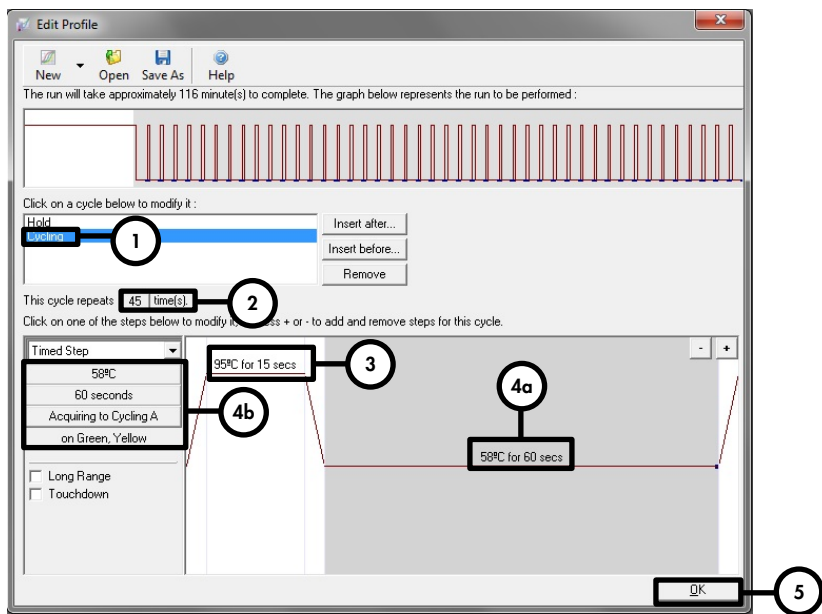 Edit Profile
New Open Save As Help
The run will take approximately 116 minute(s) to complete. The graph below represents the run to be performed :
Click on a cycle below to modify it :
Hold
Cycling
1
Insert after...
Insert before...
Remove
This cycle repeats 45 time(s).
2
Click on one of the steps below to modify it, press + or - to add and remove steps for this cycle.
Timed Step
- +
95ºC for 15 secs
3
58ºC
60 seconds
Acquiring to Cycling A
on Green, Yellow
4b
4a
58ºC for 60 secs
Long Range
Touchdown
OK
5